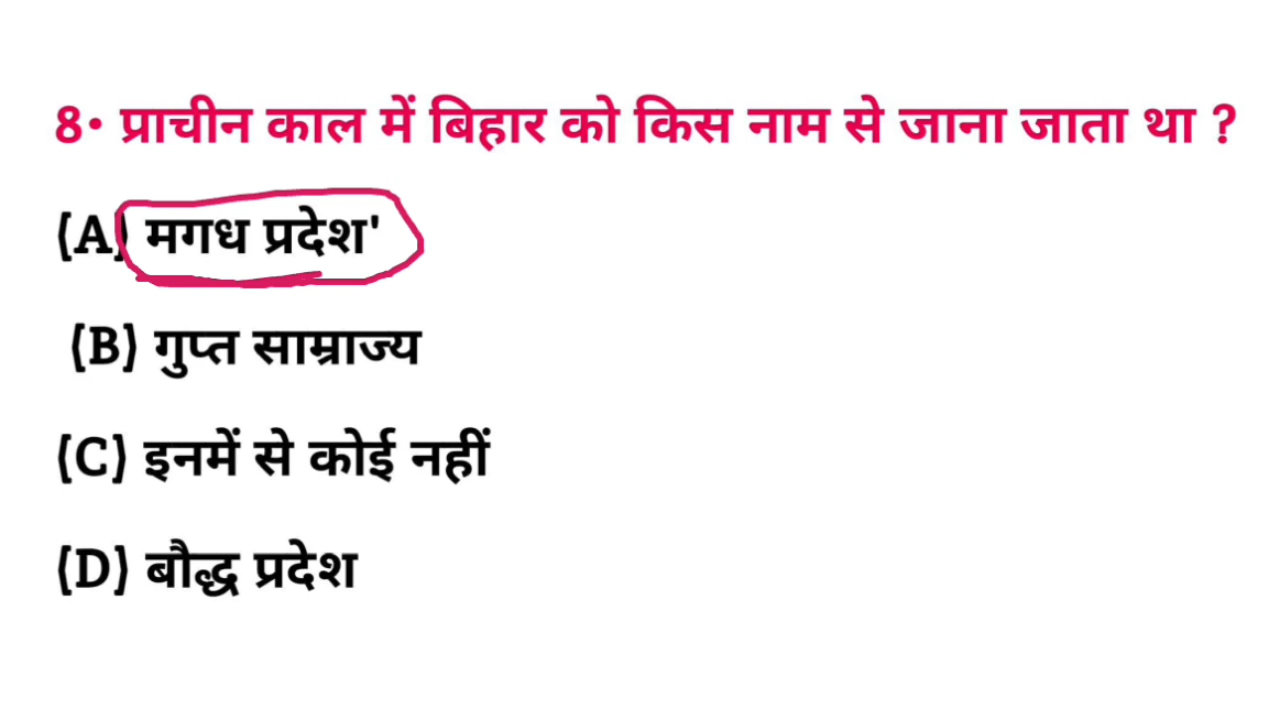 8• प्राचीन काल में बिहार को किस नाम से जाना जाता था ?
(A) मगध प्रदेश'
(B) गुप्त साम्राज्य
(C) इनमें से कोई नहीं
(D) बौद्ध प्रदेश